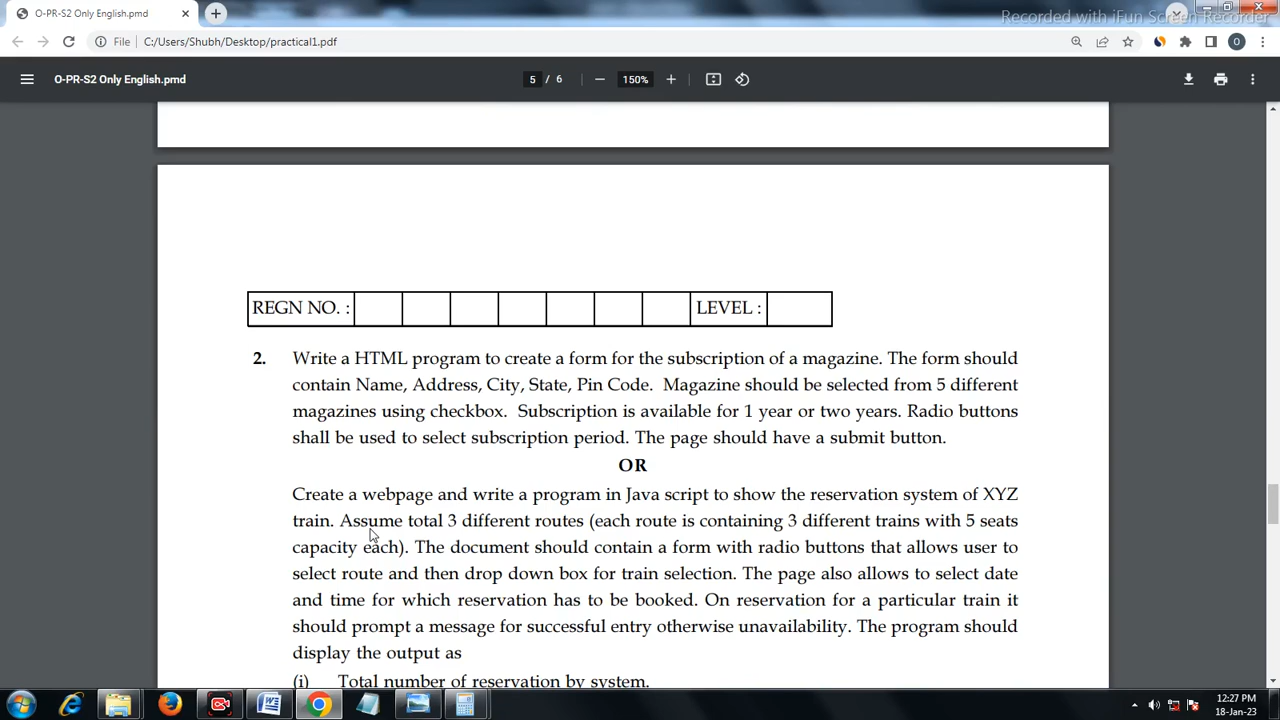 O-PR-S2 Only English.pmd
Recorded with iFun Screen Recorder
File C:/Users/Shubh/Desktop/practical1.pdf
O
O-PR-S2 Only English.pmd
5 / 6
150%
REGN NO. : LEVEL :
2. Write a HTML program to create a form for the subscription of a magazine. The form should
contain Name, Address, City, State, Pin Code. Magazine should be selected from 5 different
magazines using checkbox. Subscription is available for 1 year or two years. Radio buttons
shall be used to select subscription period. The page should have a submit button.
OR
Create a webpage and write a program in Java script to show the reservation system of XYZ
train. Assume total 3 different routes (each route is containing 3 different trains with 5 seats
capacity each). The document should contain a form with radio buttons that allows user to
select route and then drop down box for train selection. The page also allows to select date
and time for which reservation has to be booked. On reservation for a particular train it
should prompt a message for successful entry otherwise unavailability. The program should
display the output as
(i) Total number of reservation by system.
12:27 PM
18-Jan-23